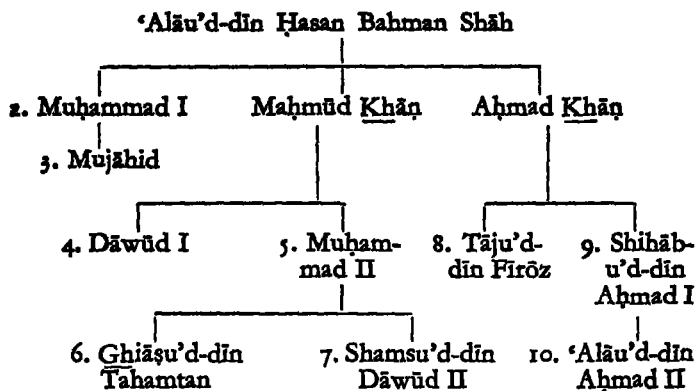 ‘Alāu’d-dīn Ḥasan Bahman Shāh
2. Muḥammad I Maḥmūd Khāṇ Aḥmad Khāṇ
3. Mujāhid
4. Dāwūd I 5. Muḥam- 8. Tāju’d- 9. Shihāb-
mad II dīn Fīrōz u’d-dīn
Aḥmad I
6. Ghiāṣu’d-dīn 7. Shamsu’d-dīn 10. ‘Alāu’d-dīn
Tahamtan Dāwūd II Aḥmad II